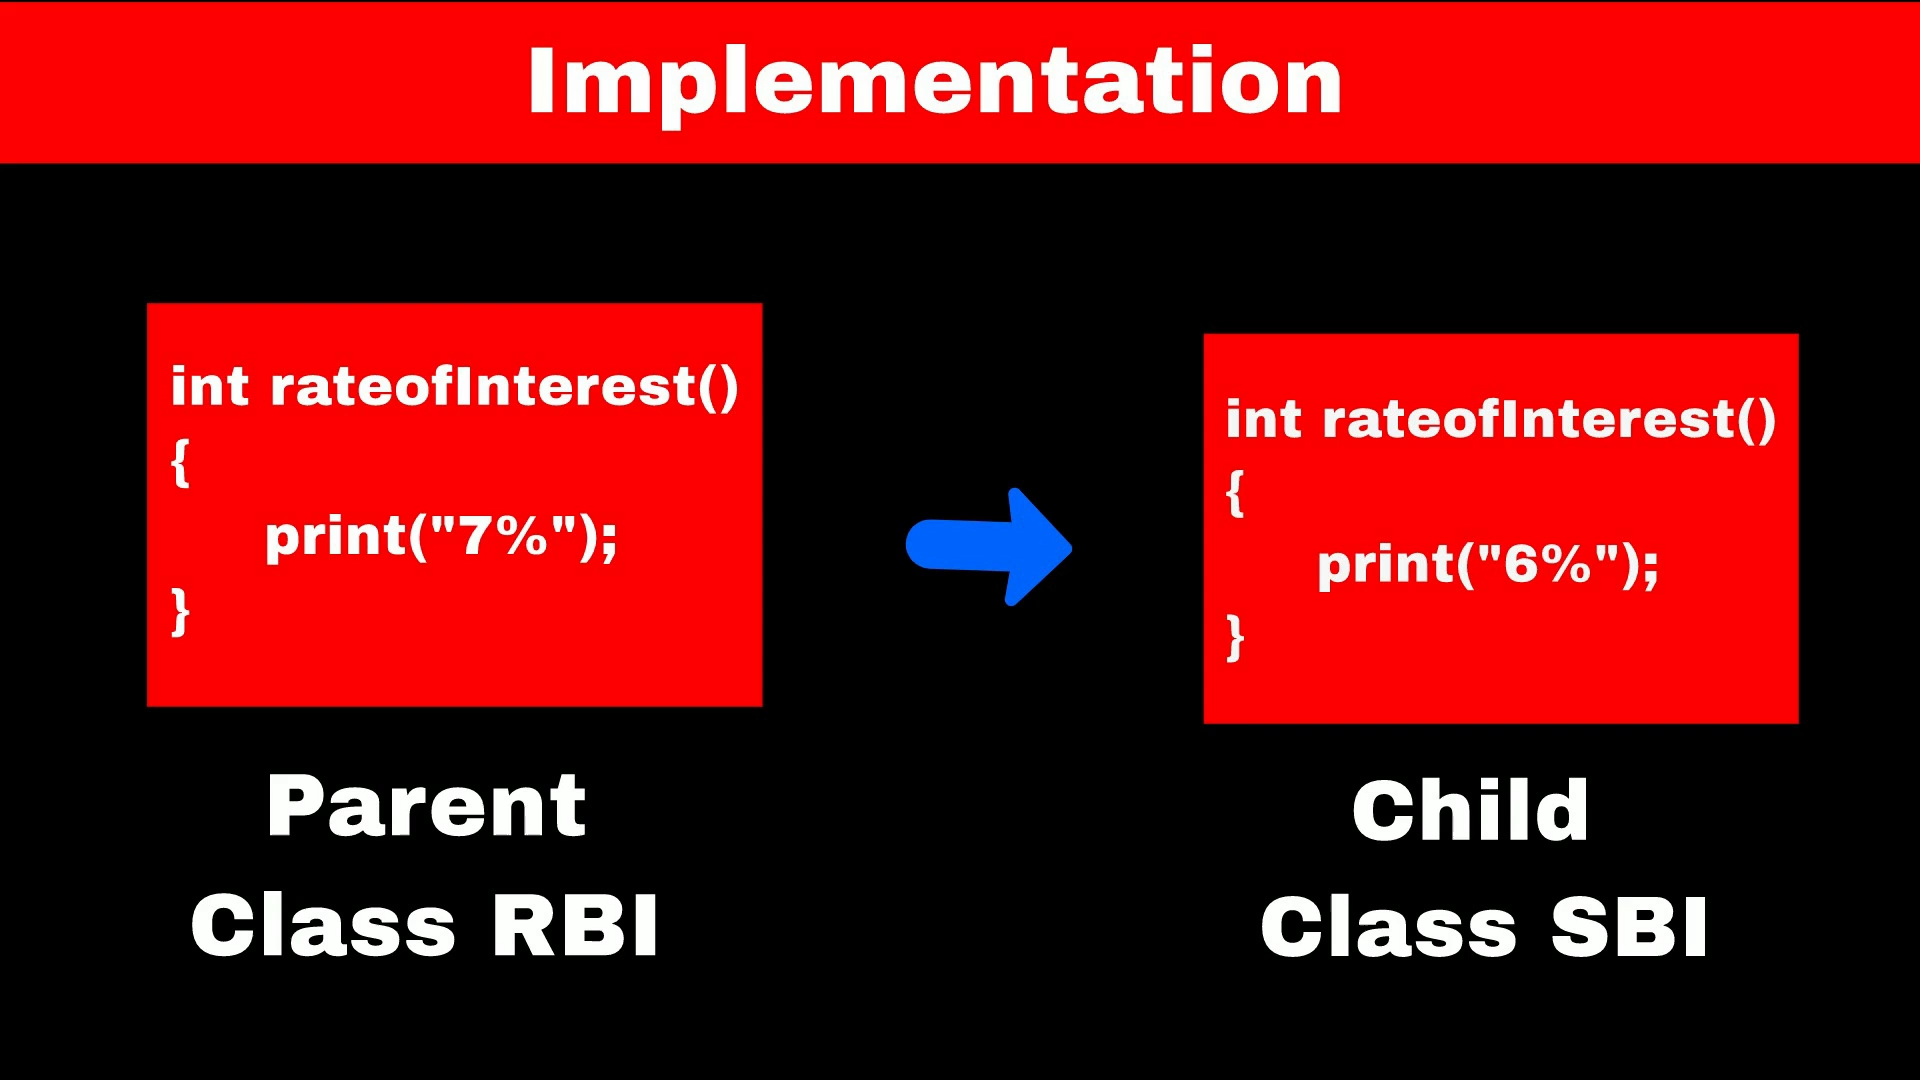 Implementation
int rateofInterest()
{
print("7%");
}
Parent
Class RBI
int rateofInterest()
{
print("6%");
}
Child
Class SBI